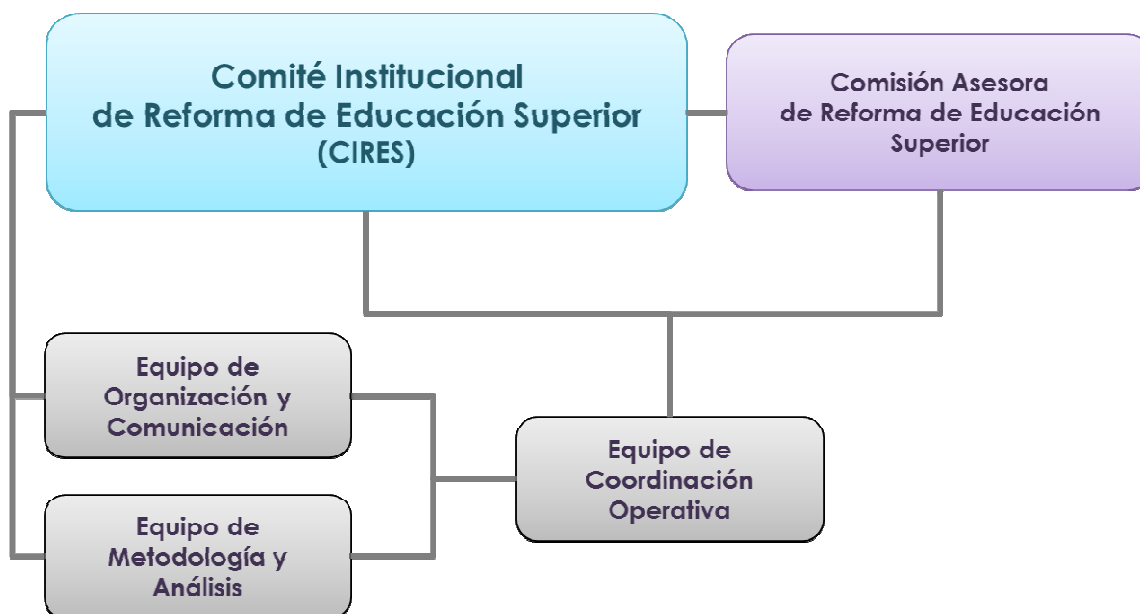 Comité Institucional
de Reforma de Educación Superior
(CIRES)
Comisión Asesora
de Reforma de Educación
Superior
Equipo de
Organización y
Comunicación
Equipo de
Coordinación
Operativa
Equipo de
Metodología y
Análisis